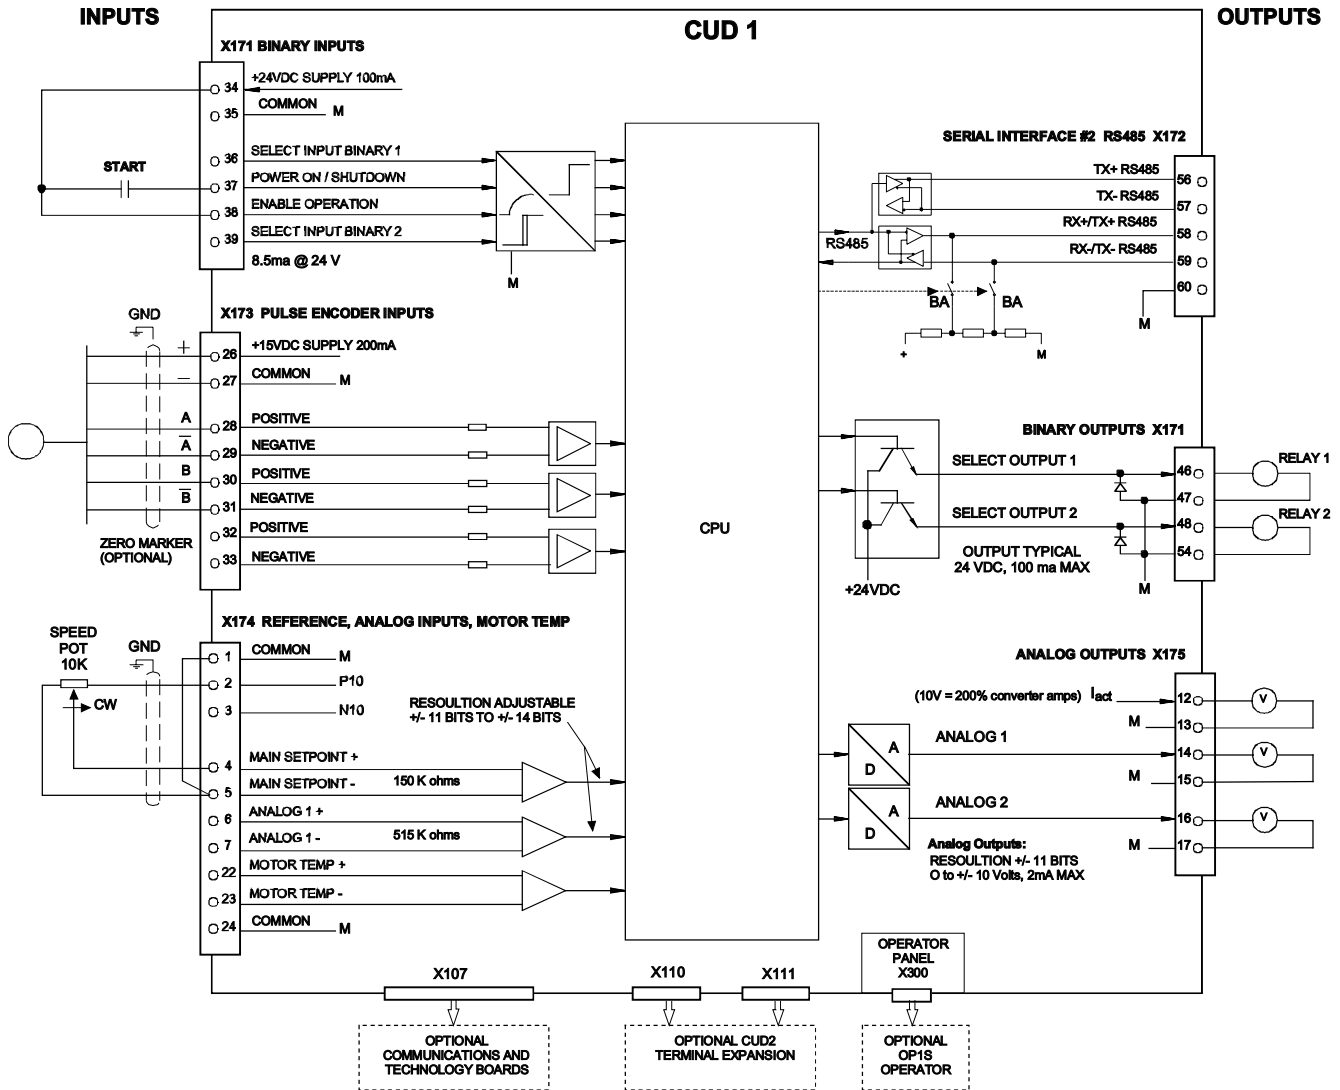 INPUTS
CUD 1
OUTPUTS
X171 BINARY INPUTS
34
+24VDC SUPPLY 100mA
35
COMMON
M
36
SELECT INPUT BINARY 1
START
37
POWER ON / SHUTDOWN
38
ENABLE OPERATION
39
SELECT INPUT BINARY 2
8.5ma @ 24 V
M
X173 PULSE ENCODER INPUTS
GND
+
26
+15VDC SUPPLY 200mA
–
27
COMMON
M
A
28
POSITIVE
A̅
29
NEGATIVE
B
30
POSITIVE
B̅
31
NEGATIVE
32
POSITIVE
ZERO MARKER
(OPTIONAL)
33
NEGATIVE
X174 REFERENCE, ANALOG INPUTS, MOTOR TEMP
SPEED
POT
10K
GND
CW
1
COMMON
M
2
P10
3
N10
RESOULTION ADJUSTABLE
+/- 11 BITS TO +/- 14 BITS
4
MAIN SETPOINT +
5
MAIN SETPOINT -
150 K ohms
6
ANALOG 1 +
7
ANALOG 1 -
515 K ohms
22
MOTOR TEMP +
23
MOTOR TEMP -
24
COMMON
M
CPU
SERIAL INTERFACE #2 RS485 X172
TX+ RS485
56
TX- RS485
57
RX+/TX+ RS485
58
RS485
RX-/TX- RS485
59
60
BA
BA
M
+
M
BINARY OUTPUTS X171
SELECT OUTPUT 1
46
RELAY 1
47
SELECT OUTPUT 2
48
RELAY 2
OUTPUT TYPICAL
24 VDC, 100 ma MAX
54
+24VDC
M
ANALOG OUTPUTS X175
(10V = 200% converter amps) Iact
12
V
M
13
A
D
ANALOG 1
14
V
M
15
A
D
ANALOG 2
16
V
M
17
Analog Outputs:
RESOULTION +/- 11 BITS
O to +/- 10 Volts, 2mA MAX
X107
X110
X111
OPERATOR
PANEL
X300
OPTIONAL
COMMUNICATIONS AND
TECHNOLOGY BOARDS
OPTIONAL CUD2
TERMINAL EXPANSION
OPTIONAL
OP1S
OPERATOR